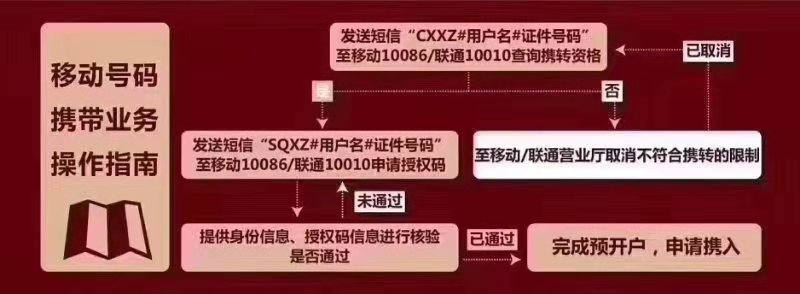 移动号码
携带业务
操作指南
发送短信“CXXZ#用户名#证件号码”
至移动10086/联通10010查询携转资格
已取消
是
否
发送短信“SQXZ#用户名#证件号码”
至移动10086/联通10010申请授权码
至移动/联通营业厅取消不符合携转的限制
未通过
提供身份信息、授权码信息进行核验
是否通过
已通过
完成预开户，申请携入